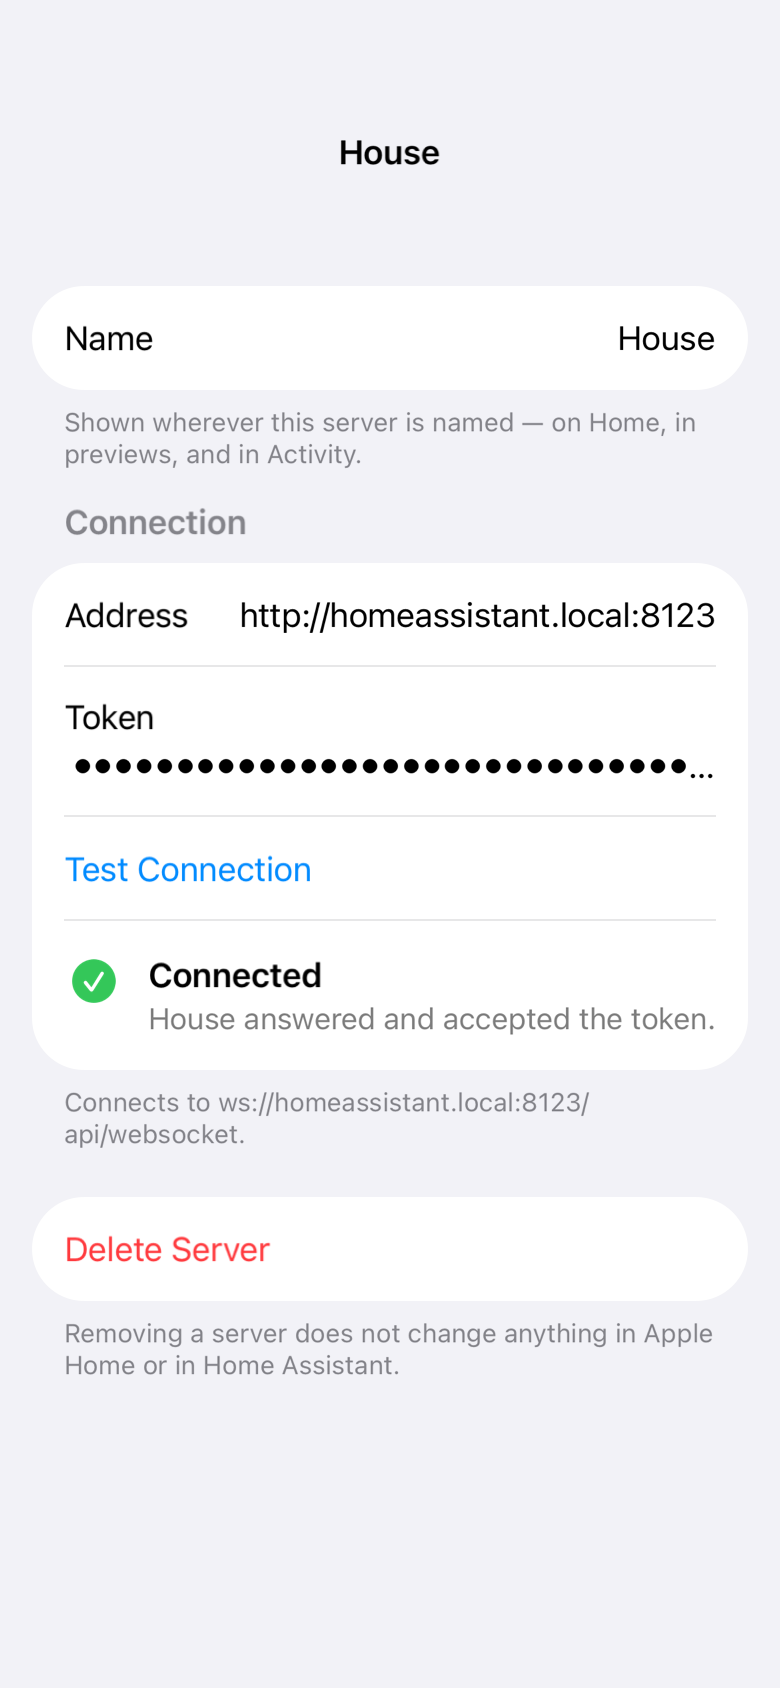 House
Name House
Shown wherever this server is named — on Home, in
previews, and in Activity.
Connection
Address http://homeassistant.local:8123
Token
••••••••••••••••••••••••••••••...
Test Connection
Connected
House answered and accepted the token.
Connects to ws://homeassistant.local:8123/
api/websocket.
Delete Server
Removing a server does not change anything in Apple
Home or in Home Assistant.